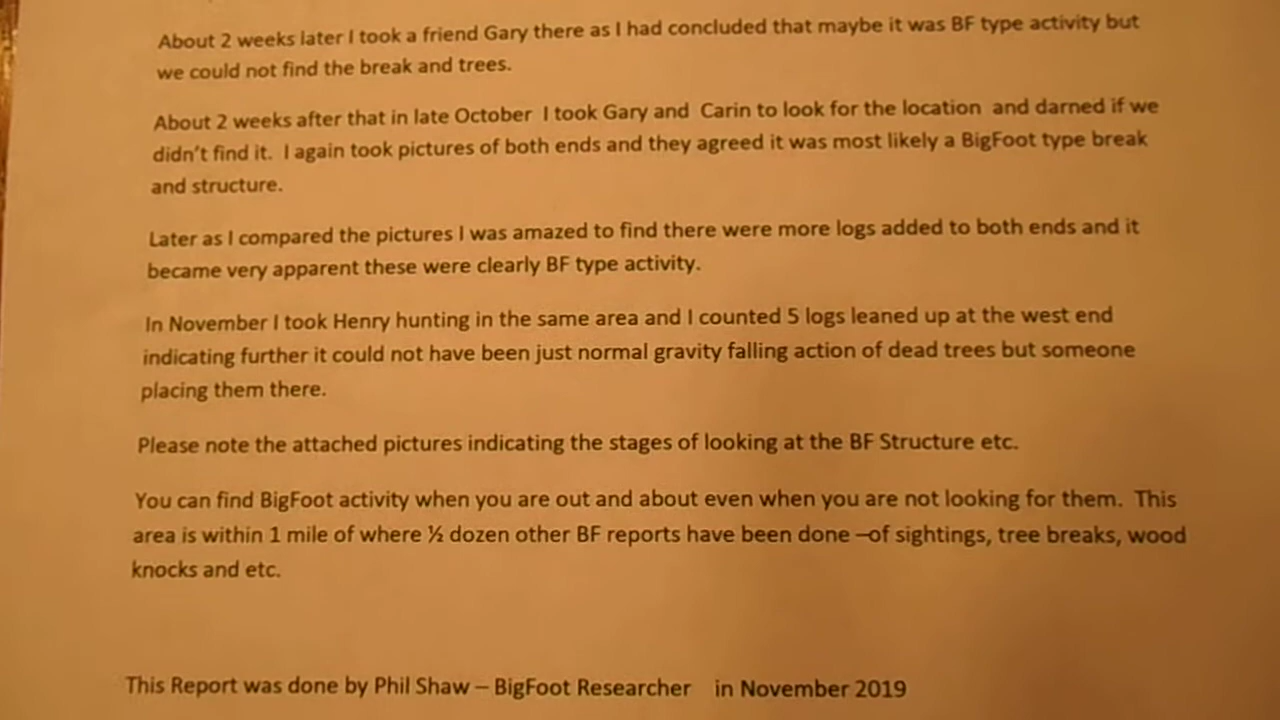 About 2 weeks later I took a friend Gary there as I had concluded that maybe it was BF type activity but
we could not find the break and trees.
About 2 weeks after that in late October I took Gary and Carin to look for the location and darned if we
didn't find it. I again took pictures of both ends and they agreed it was most likely a BigFoot type break
and structure.
Later as I compared the pictures I was amazed to find there were more logs added to both ends and it
became very apparent these were clearly BF type activity.
In November I took Henry hunting in the same area and I counted 5 logs leaned up at the west end
indicating further it could not have been just normal gravity falling action of dead trees but someone
placing them there.
Please note the attached pictures indicating the stages of looking at the BF Structure etc.
You can find BigFoot activity when you are out and about even when you are not looking for them. This
area is within 1 mile of where ½ dozen other BF reports have been done –of sightings, tree breaks, wood
knocks and etc.
This Report was done by Phil Shaw – BigFoot Researcher in November 2019